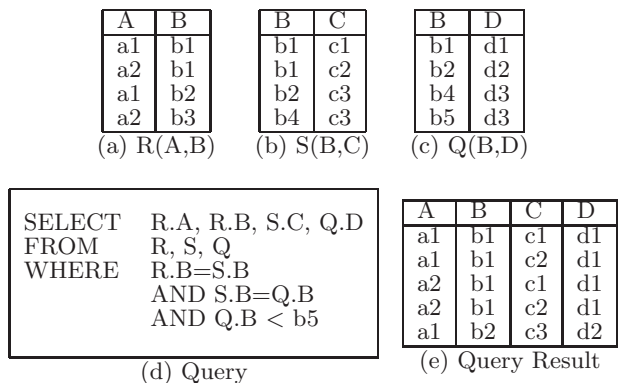 A B B C B D
a1 b1 b1 c1 b1 d1
a2 b1 b1 c2 b2 d2
a1 b2 b2 c3 b4 d3
a2 b3 b4 c3 b5 d3
(a) R(A,B) (b) S(B,C) (c) Q(B,D)
SELECT R.A, R.B, S.C, Q.D
FROM R, S, Q
WHERE R.B=S.B
AND S.B=Q.B
AND Q.B < b5
(d) Query
A B C D
a1 b1 c1 d1
a1 b1 c2 d1
a2 b1 c1 d1
a2 b1 c2 d1
a1 b2 c3 d2
(e) Query Result